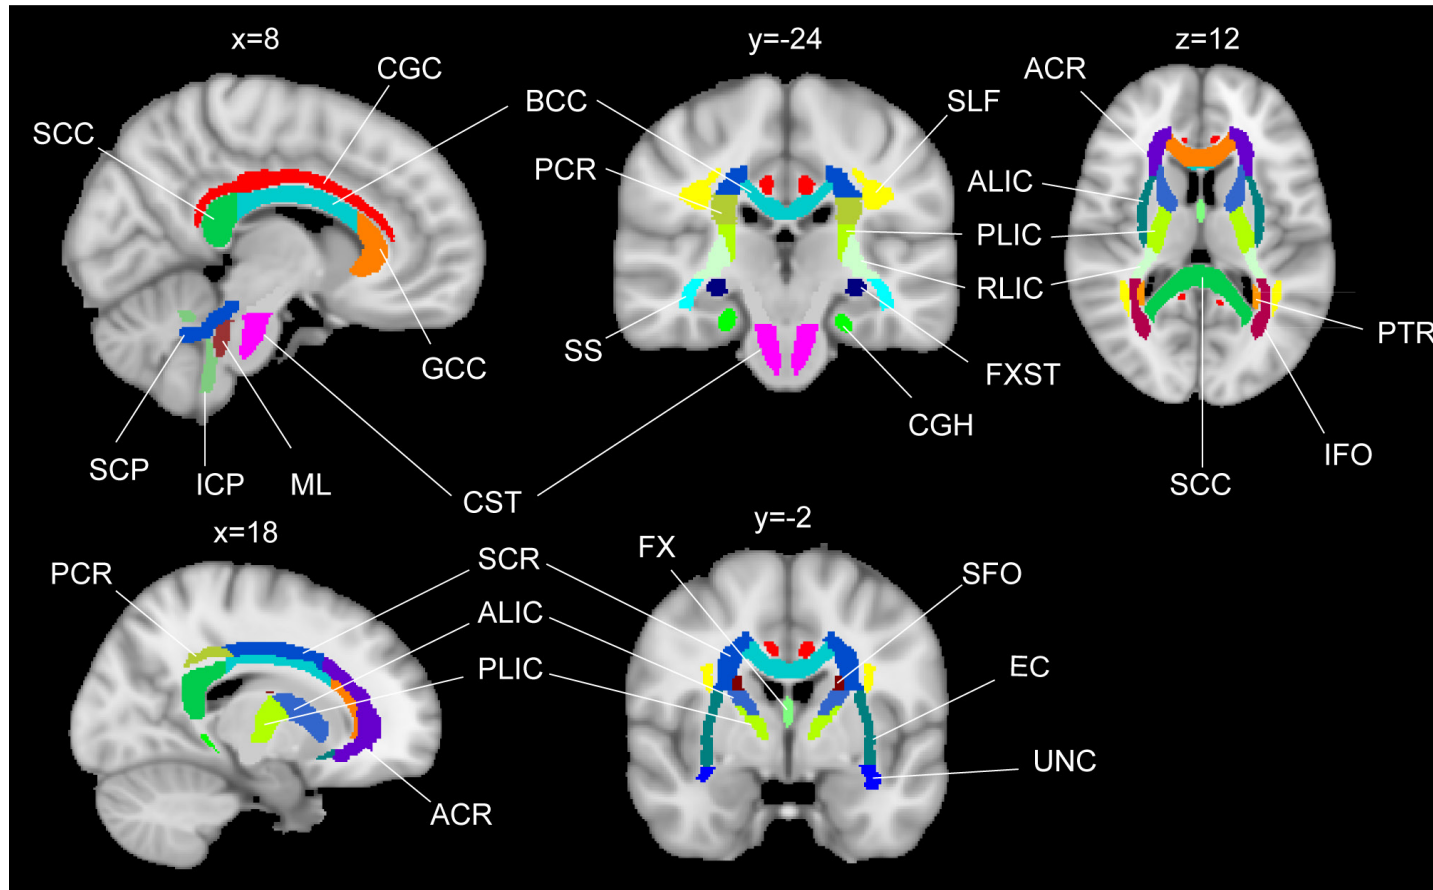 x=8
y=-24
z=12
CGC
ACR
BCC
SLF
SCC
PCR
ALIC
PLIC
RLIC
PTR
SS
GCC
FXST
CGH
IFO
SCP
ICP
ML
SCC
CST
x=18
y=-2
FX
SCR
SFO
PCR
ALIC
PLIC
EC
UNC
ACR